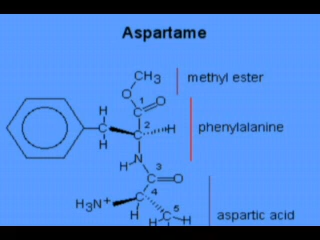 Aspartame
CH3
methyl ester
O
1
C
O
H
2
phenylalanine
C
C
H
H
N
H
3
C
O
4
H3N+
C
5
H
C
H
H
aspartic acid